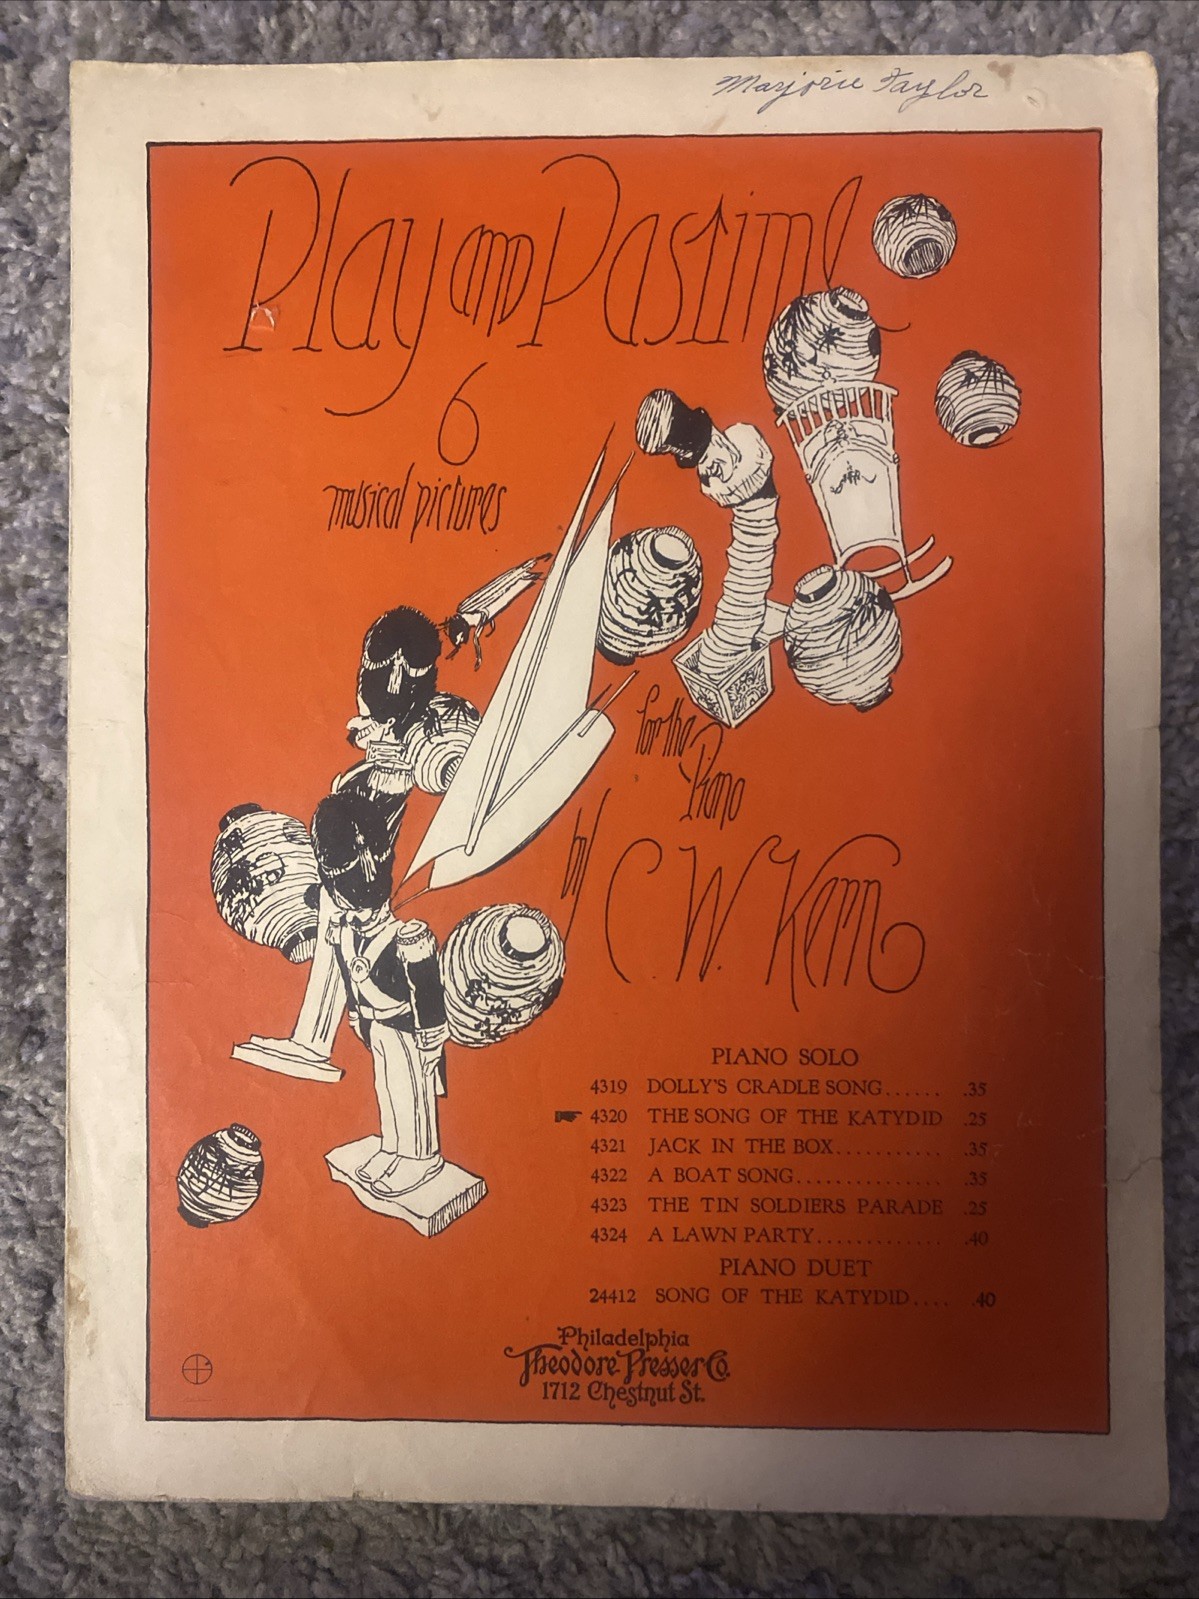 Marjorie Taylor
Play and Pastime
6
musical pictures
for the
Piano
by C. W. Kern
PIANO SOLO
4319 DOLLY'S CRADLE SONG...... .35
☛ 4320 THE SONG OF THE KATYDID .25
4321 JACK IN THE BOX........... .35
4322 A BOAT SONG............... .35
4323 THE TIN SOLDIERS PARADE .25
4324 A LAWN PARTY............. .40
PIANO DUET
24412 SONG OF THE KATYDID.... .40
Philadelphia
Theodore Presser Co.
1712 Chestnut St.